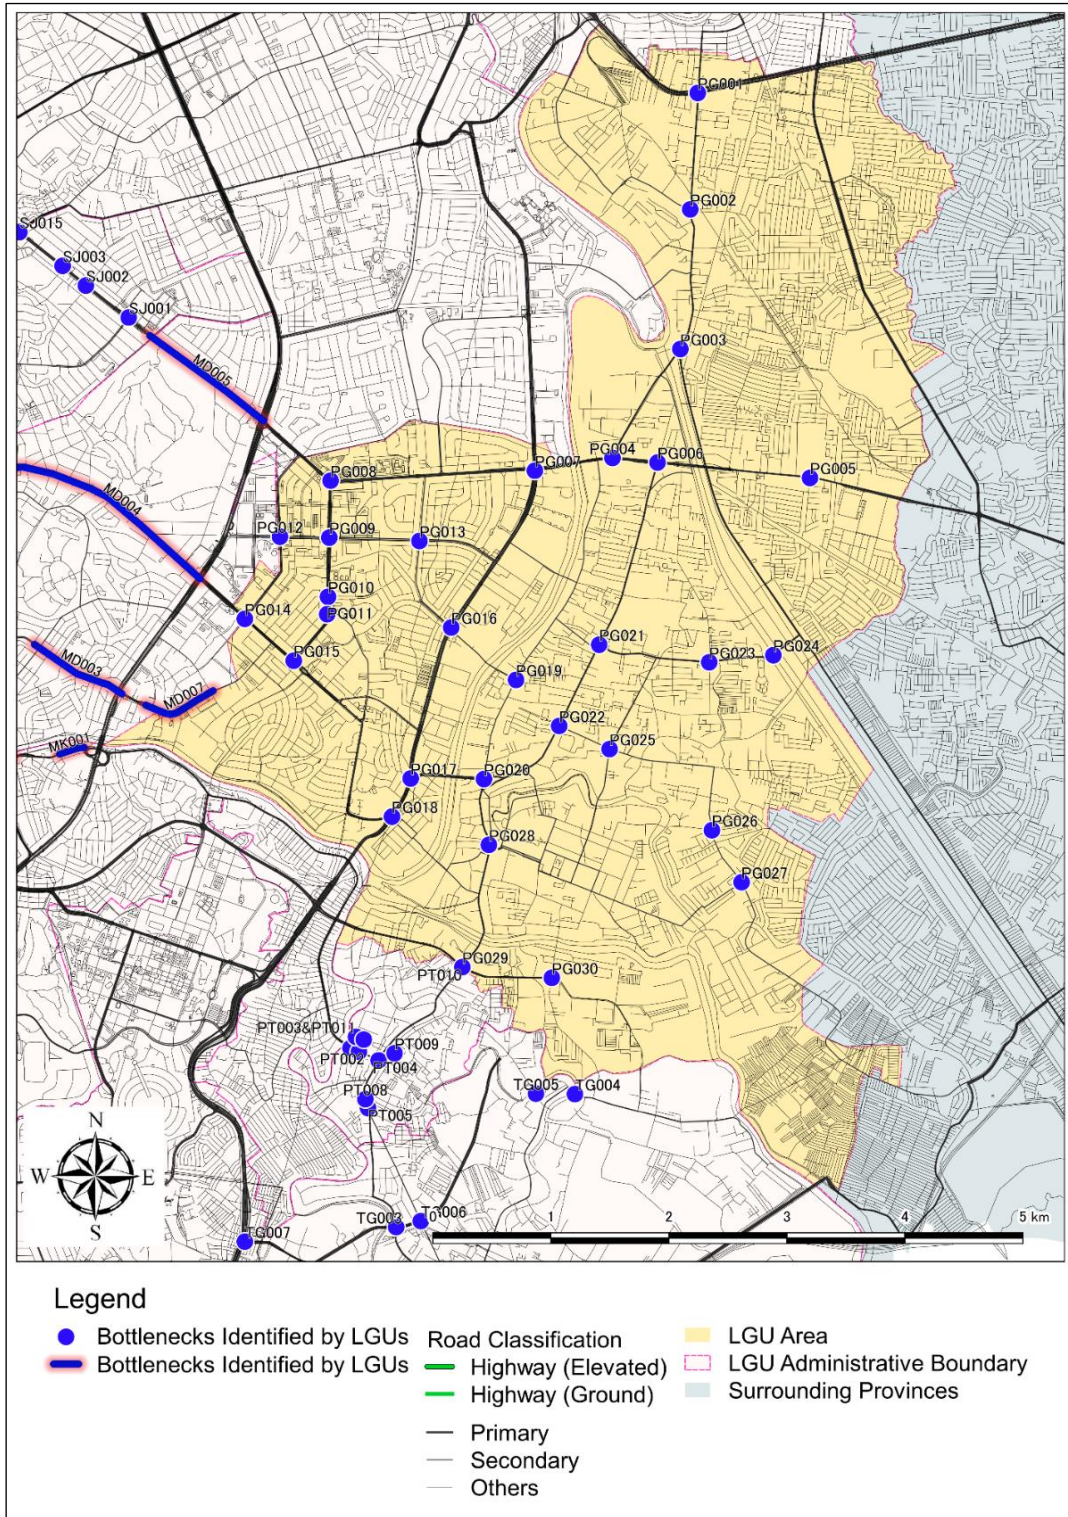 PG001
PG002
SJ015
SJ003
SJ002
SJ001
PG003
MD005
PG004
PG006
PG007
PG005
PG008
MD004
PG012
PG009
PG013
PG010
PG011
PG014
PG016
PG015
PG021
PG023
PG024
MD003
PG019
MD007
PG022
MK001
PG025
PG017
PG020
PG018
PG026
PG028
PG027
PG029
PT010
PG030
PT003&PT011
PT002
PT009
PT004
PT008
PT005
TG005
TG004
N
W
E
S
TG003
TG006
TG007
0
1
2
3
4
5 km
Legend
Bottlenecks Identified by LGUs
Bottlenecks Identified by LGUs
Road Classification
Highway (Elevated)
Highway (Ground)
Primary
Secondary
Others
LGU Area
LGU Administrative Boundary
Surrounding Provinces